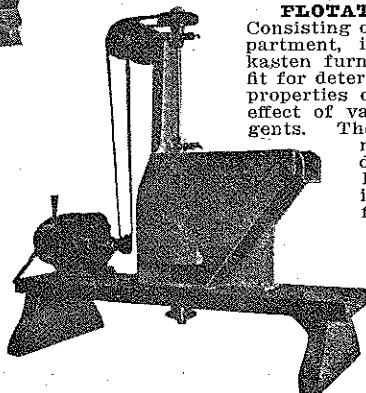 FLOTAT
Consisting o
partment, i
kasten furn
fit for deter
properties o
effect of va
gents. The